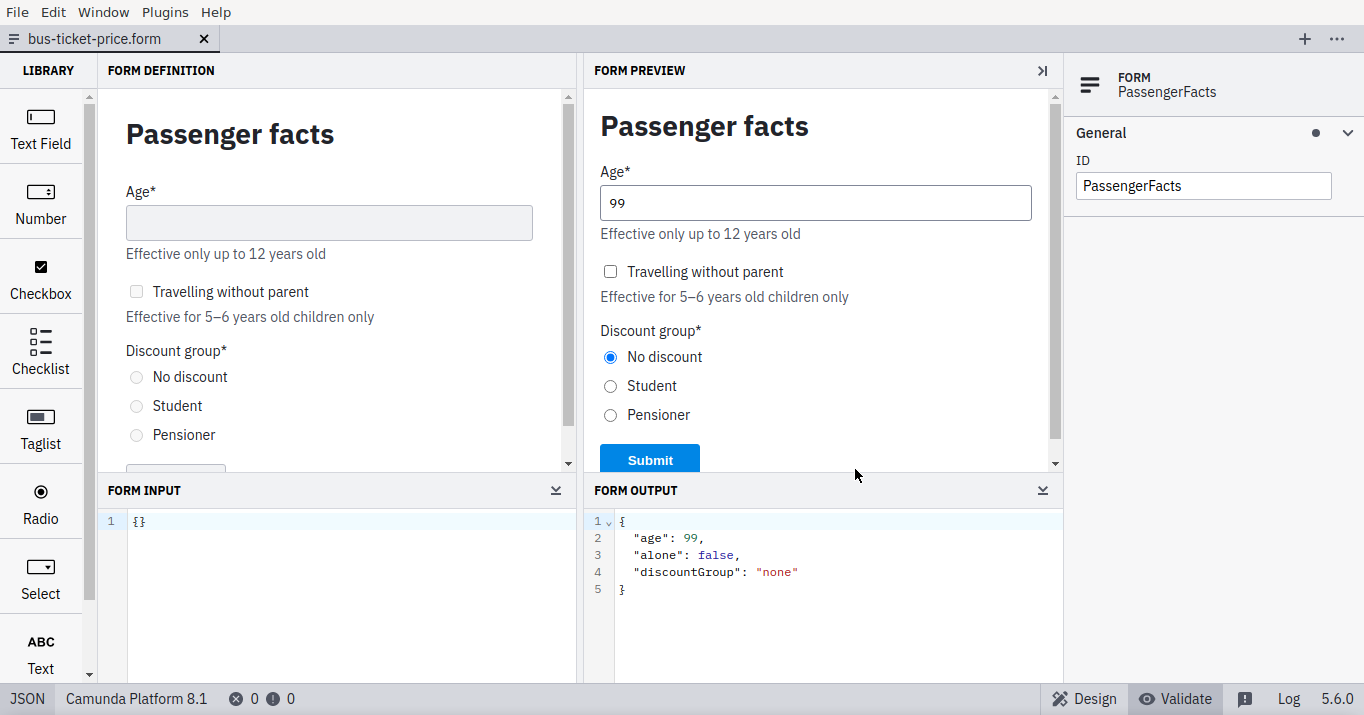 File Edit Window Plugins Help
bus-ticket-price.form
LIBRARY
Text Field
Number
Checkbox
Checklist
Taglist
Radio
Select
ABC
Text
FORM DEFINITION
Passenger facts
Age*
Effective only up to 12 years old
Travelling without parent
Effective for 5–6 years old children only
Discount group*
No discount
Student
Pensioner
FORM INPUT
1 {}
FORM PREVIEW
Passenger facts
Age*
99
Effective only up to 12 years old
Travelling without parent
Effective for 5–6 years old children only
Discount group*
No discount
Student
Pensioner
Submit
FORM OUTPUT
1 {
2 "age": 99,
3 "alone": false,
4 "discountGroup": "none"
5 }
FORM
PassengerFacts
General
ID
PassengerFacts
JSON Camunda Platform 8.1 0 0 Design Validate Log 5.6.0